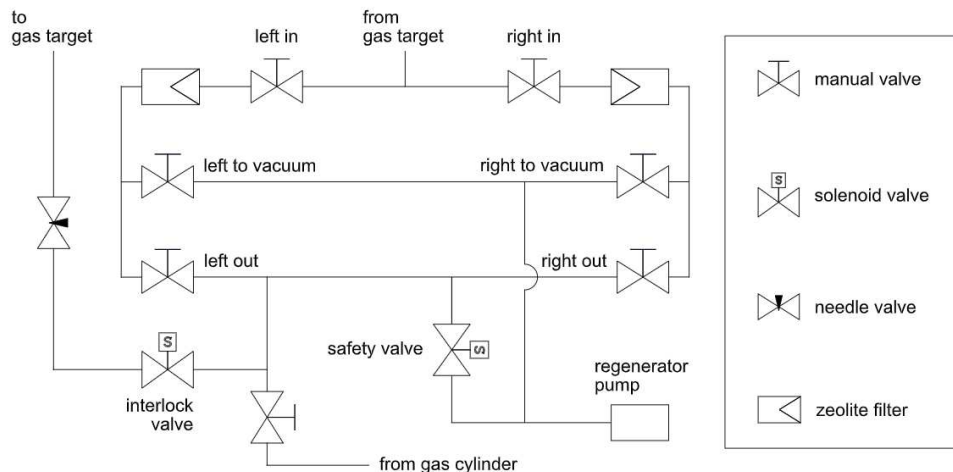 to
gas target
left in
from
gas target
right in
left to vacuum
right to vacuum
left out
right out
S
interlock
valve
safety valve
S
regenerator
pump
from gas cylinder
manual valve
S
solenoid valve
needle valve
zeolite filter